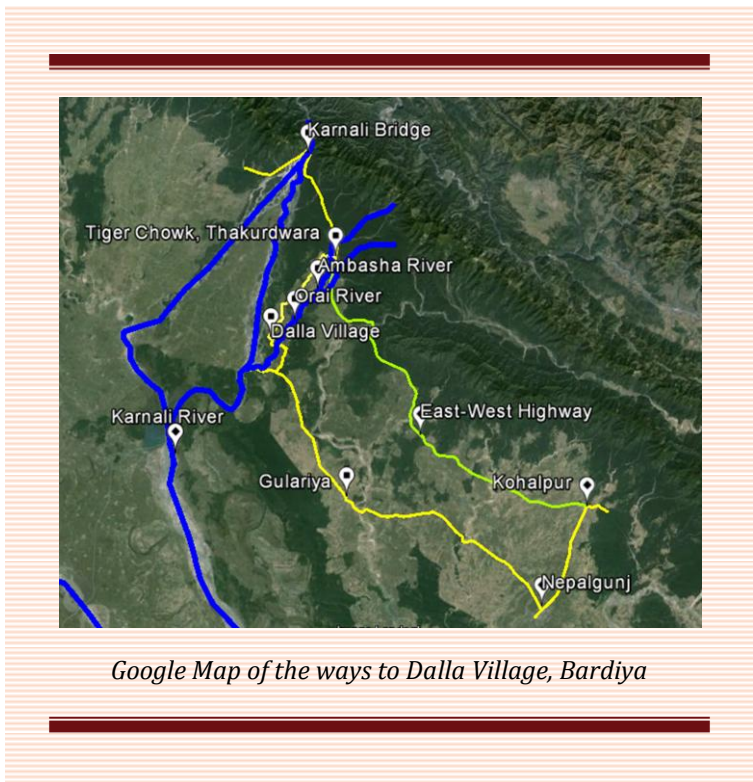 Karnali Bridge
Tiger Chowk, Thakurdwara
Ambasha River
Orai River
Dalla Village
Karnali River
East-West Highway
Gulariya
Kohalpur
Nepalgunj
Google Map of the ways to Dalla Village, Bardiya